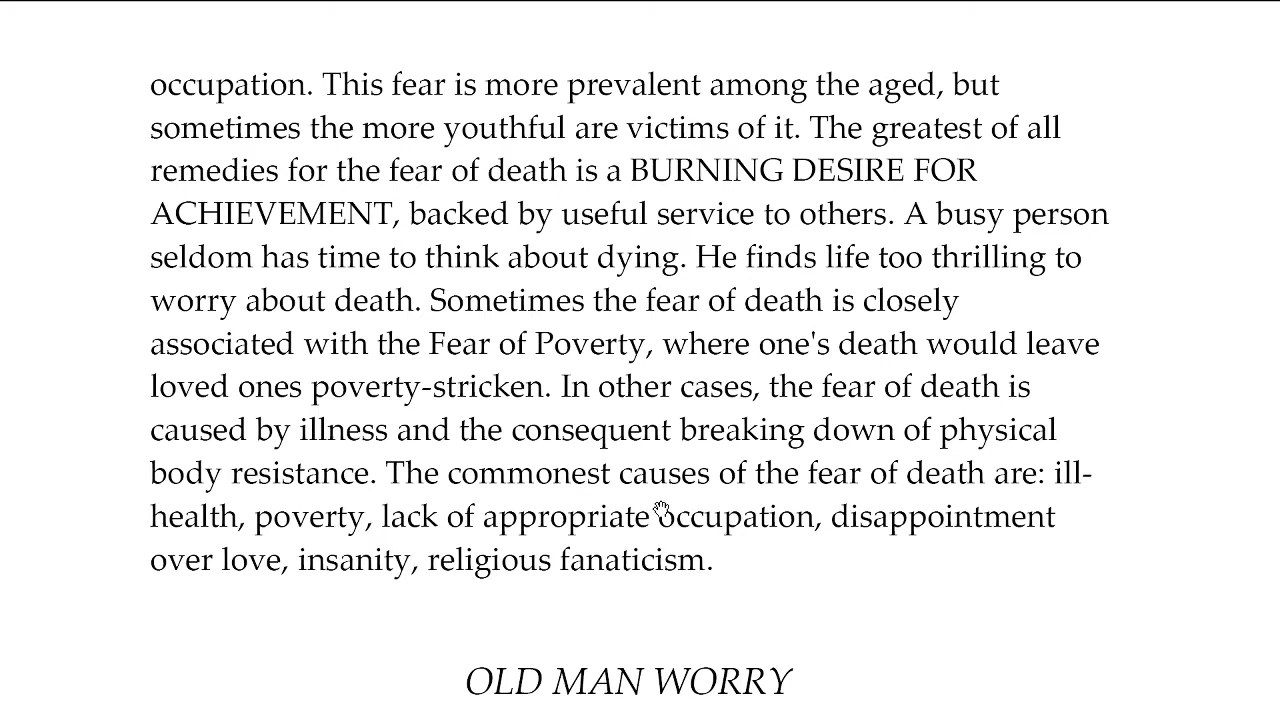 occupation. This fear is more prevalent among the aged, but
sometimes the more youthful are victims of it. The greatest of all
remedies for the fear of death is a BURNING DESIRE FOR
ACHIEVEMENT, backed by useful service to others. A busy person
seldom has time to think about dying. He finds life too thrilling to
worry about death. Sometimes the fear of death is closely
associated with the Fear of Poverty, where one's death would leave
loved ones poverty-stricken. In other cases, the fear of death is
caused by illness and the consequent breaking down of physical
body resistance. The commonest causes of the fear of death are: ill-
health, poverty, lack of appropriate occupation, disappointment
over love, insanity, religious fanaticism.
OLD MAN WORRY